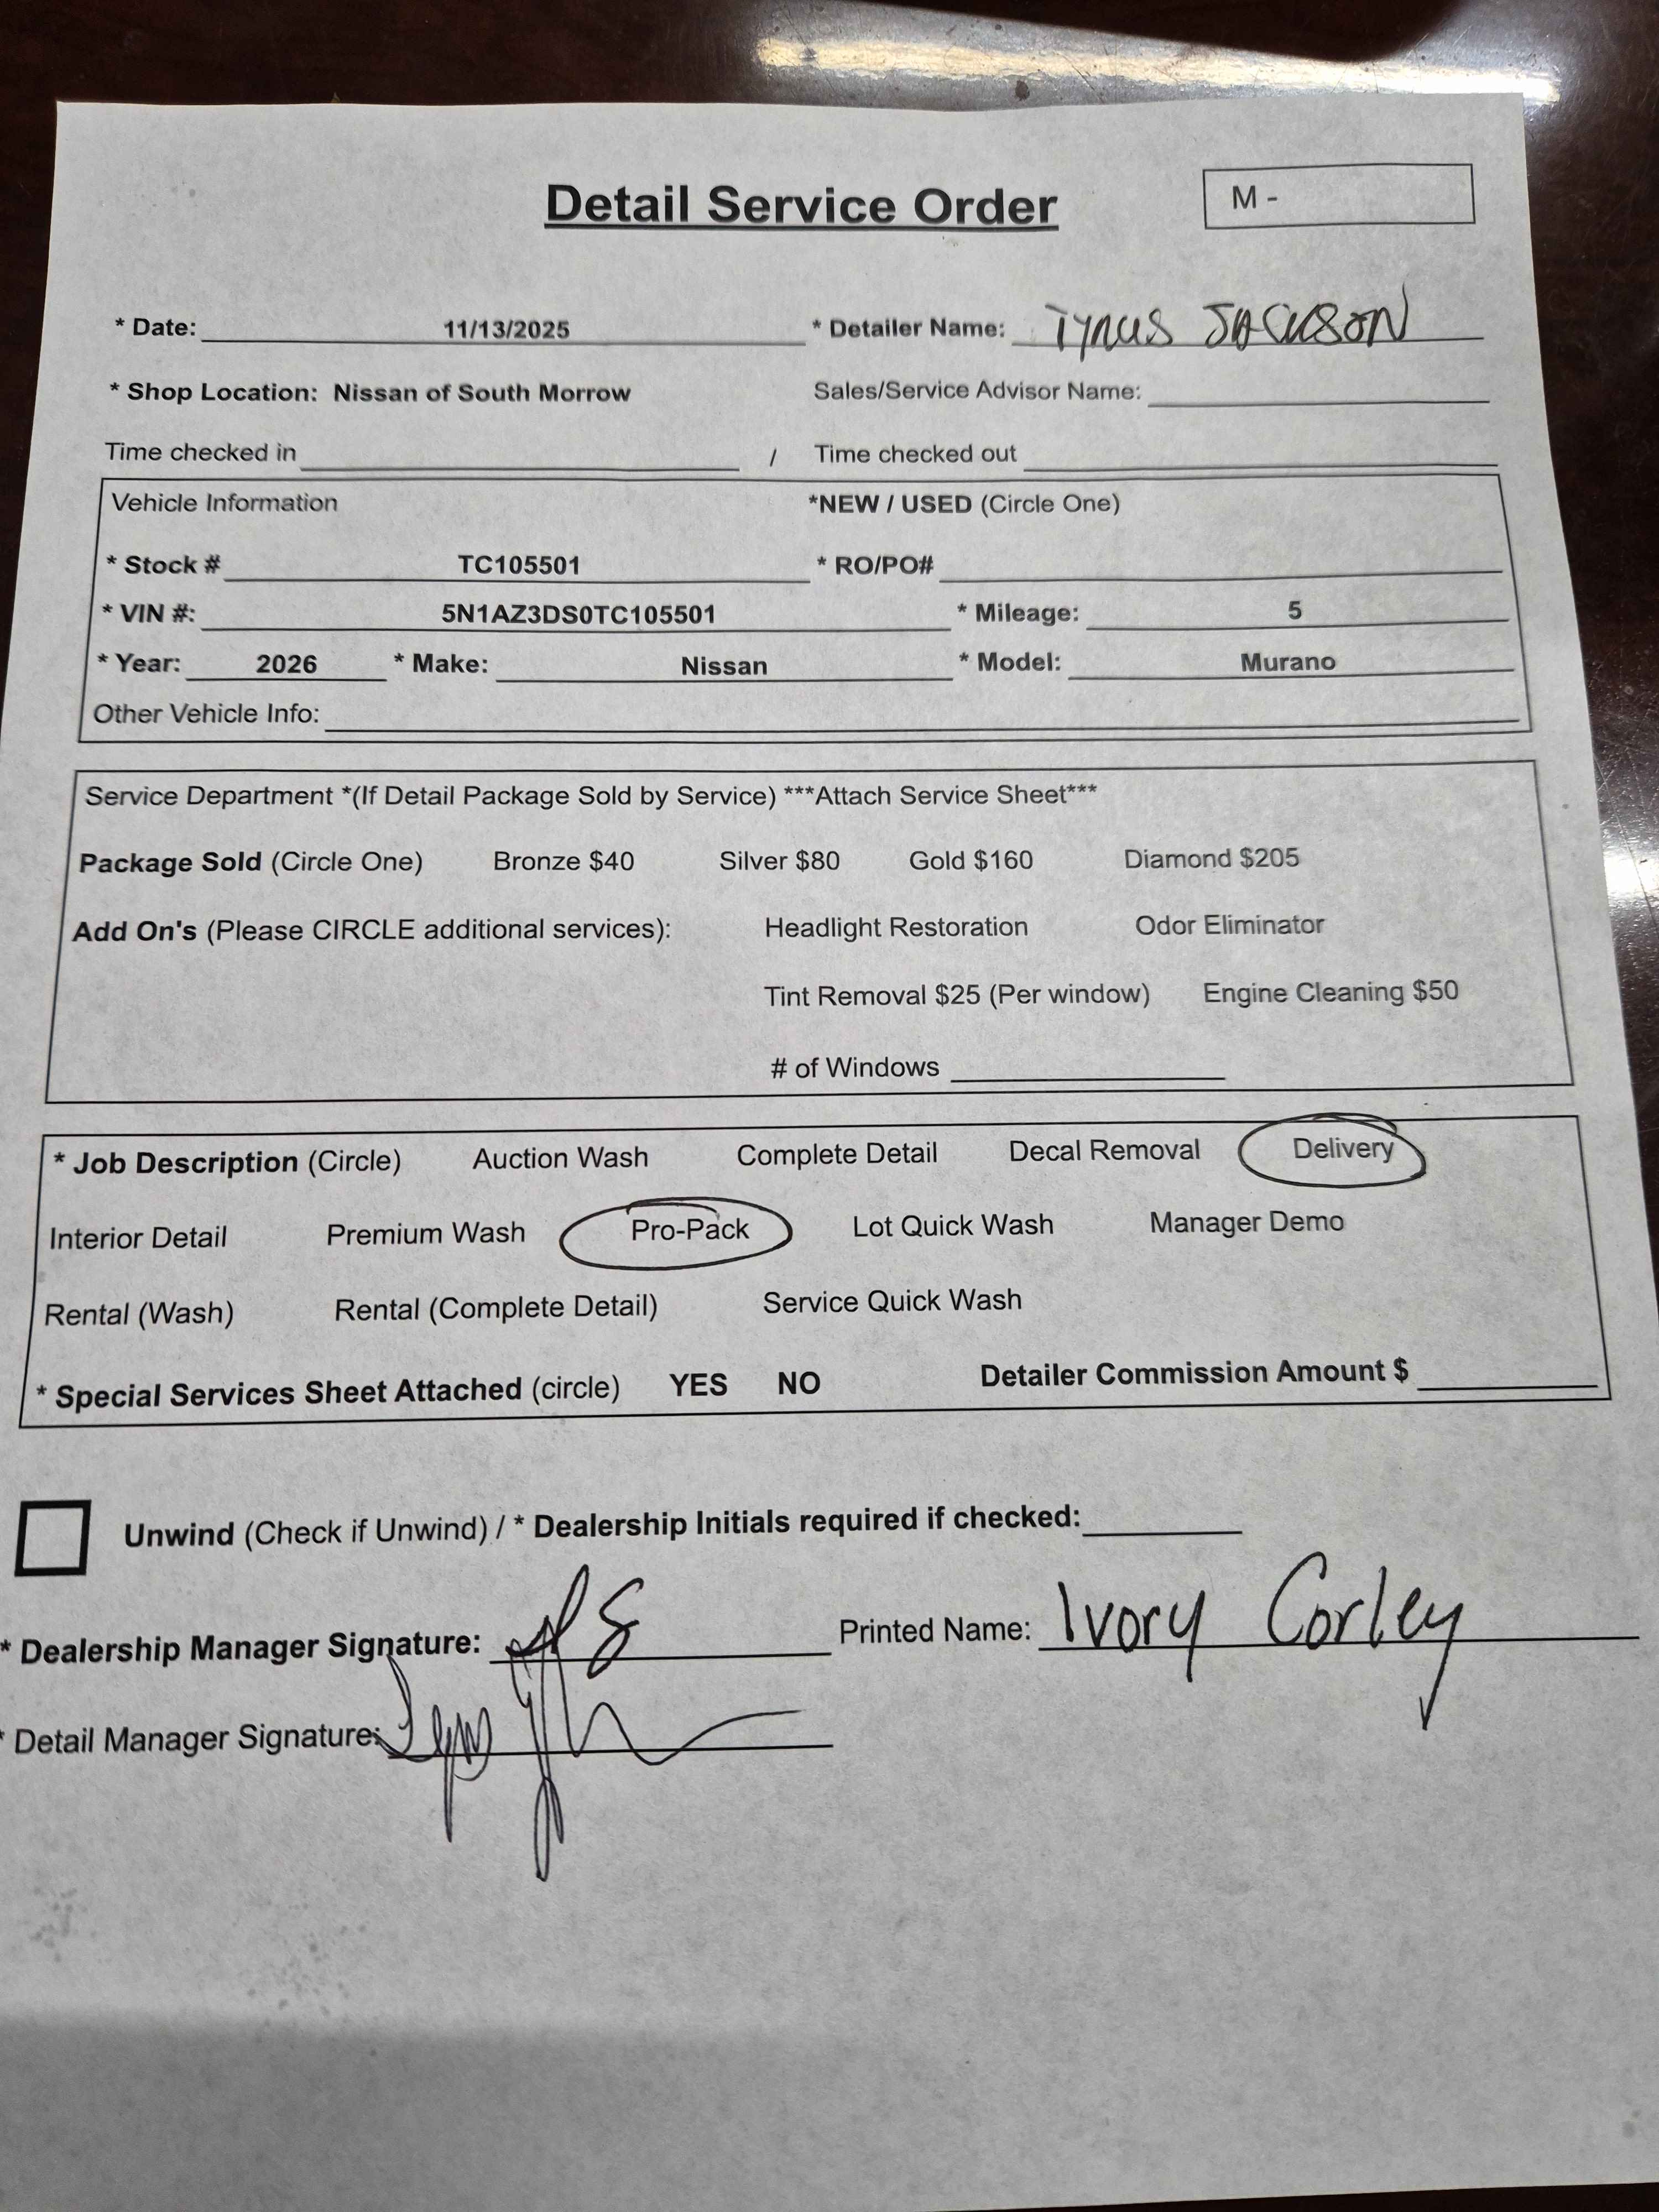 Detail Service Order
M -
* Date: 11/13/2025 * Detailer Name: Tyrus JACKSON
* Shop Location: Nissan of South Morrow Sales/Service Advisor Name:
Time checked in / Time checked out
Vehicle Information *NEW / USED (Circle One)
* Stock # TC105501 * RO/PO#
* VIN #: 5N1AZ3DS0TC105501 * Mileage: 5
* Year: 2026 * Make: Nissan * Model: Murano
Other Vehicle Info:
Service Department *(If Detail Package Sold by Service) ***Attach Service Sheet***
Package Sold (Circle One) Bronze $40 Silver $80 Gold $160 Diamond $205
Add On's (Please CIRCLE additional services): Headlight Restoration Odor Eliminator
Tint Removal $25 (Per window) Engine Cleaning $50
# of Windows
* Job Description (Circle) Auction Wash Complete Detail Decal Removal Delivery
Interior Detail Premium Wash Pro-Pack Lot Quick Wash Manager Demo
Rental (Wash) Rental (Complete Detail) Service Quick Wash
* Special Services Sheet Attached (circle) YES NO Detailer Commission Amount $
Unwind (Check if Unwind) / * Dealership Initials required if checked:
* Dealership Manager Signature: Printed Name: Ivory Corley
* Detail Manager Signature: